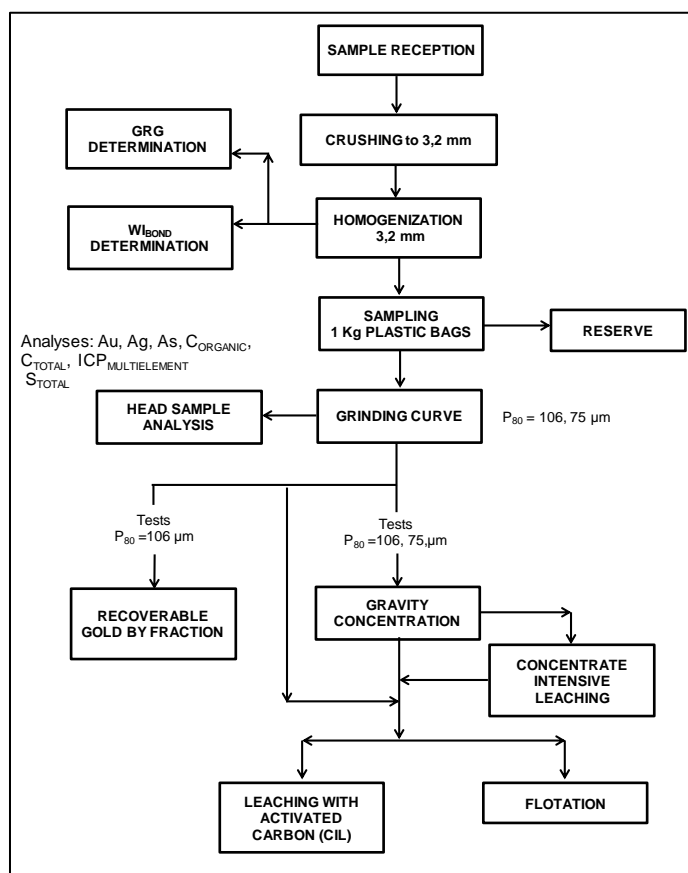 SAMPLE RECEPTION
GRG
DETERMINATION
CRUSHING to 3,2 mm
WIBOND
DETERMINATION
HOMOGENIZATION
3,2 mm
SAMPLING
1 Kg PLASTIC BAGS
RESERVE
Analyses: Au, Ag, As, CORGANIC,
CTOTAL, ICPMULTIELEMENT
STOTAL
HEAD SAMPLE
ANALYSIS
GRINDING CURVE
P80 = 106, 75 µm
Tests
P80 =106 µm
Tests
P80 =106, 75,µm
RECOVERABLE
GOLD BY FRACTION
GRAVITY
CONCENTRATION
CONCENTRATE
INTENSIVE
LEACHING
LEACHING WITH
ACTIVATED
CARBON (CIL)
FLOTATION